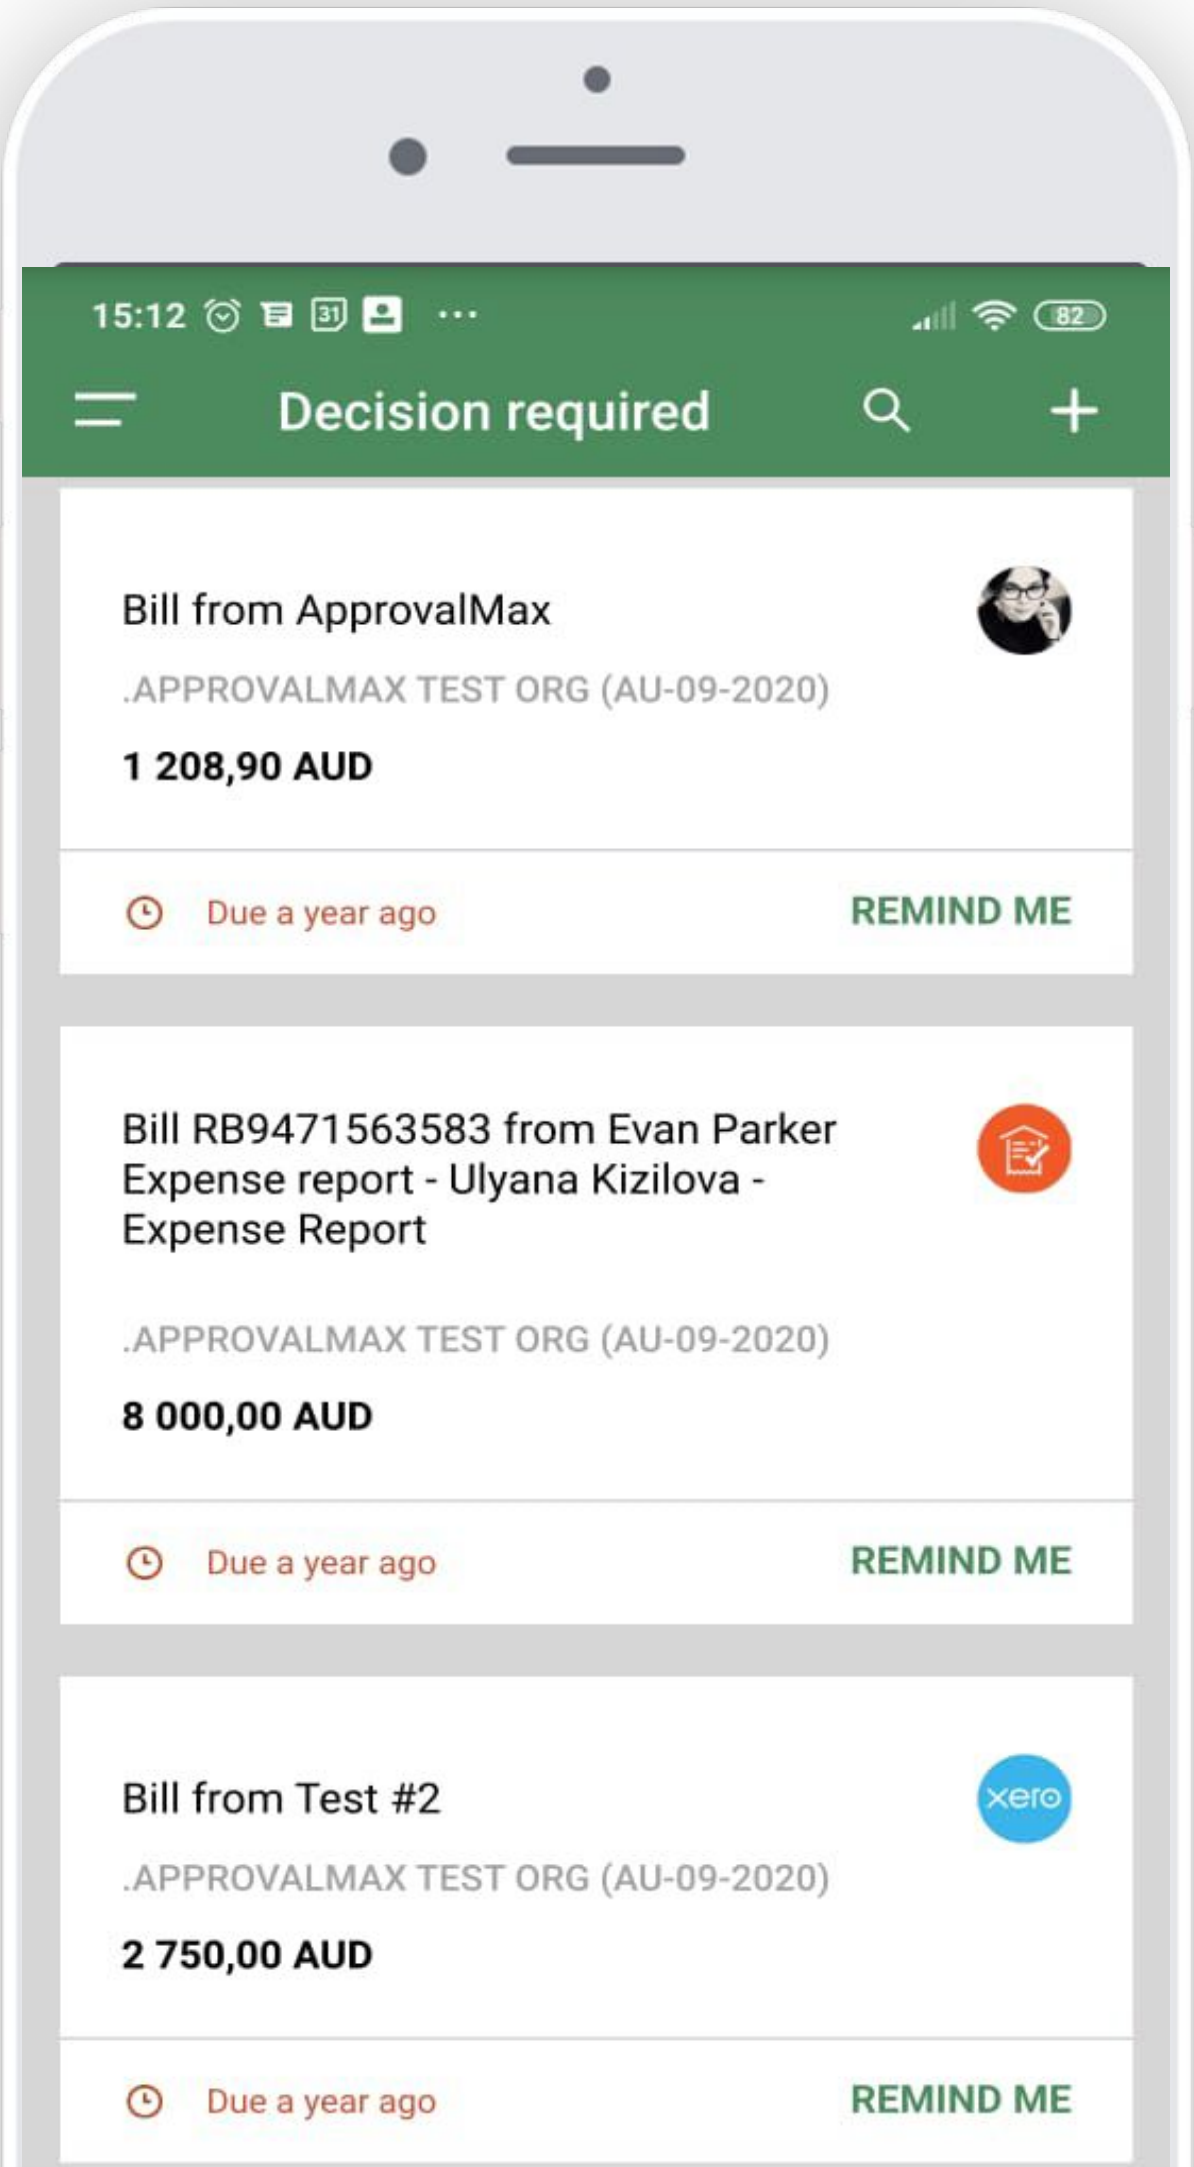 15:12 31 ... 82
Decision required
Bill from ApprovalMax
.APPROVALMAX TEST ORG (AU-09-2020)
1 208,90 AUD
Due a year ago REMIND ME
Bill RB9471563583 from Evan Parker
Expense report - Ulyana Kizilova -
Expense Report
.APPROVALMAX TEST ORG (AU-09-2020)
8 000,00 AUD
Due a year ago REMIND ME
Bill from Test #2
xero
.APPROVALMAX TEST ORG (AU-09-2020)
2 750,00 AUD
Due a year ago REMIND ME